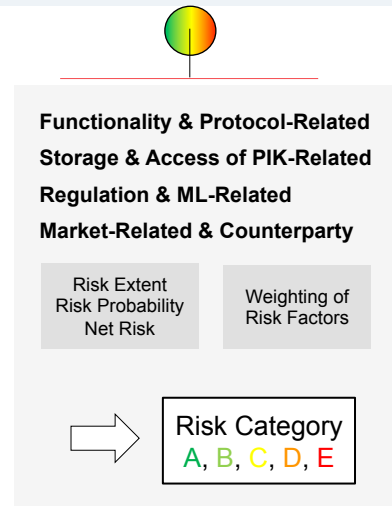 Functionality & Protocol-Related
Storage & Access of PIK-Related
Regulation & ML-Related
Market-Related & Counterparty
Risk Extent
Risk Probability
Net Risk
Weighting of
Risk Factors
Risk Category
A, B, C, D, E